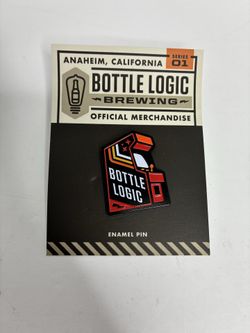 ANAHEIM, CALIFORNIA
SERIES
01
BOTTLE LOGIC
BREWING
OFFICIAL MERCHANDISE
BOTTLE
LOGIC
ENAMEL PIN